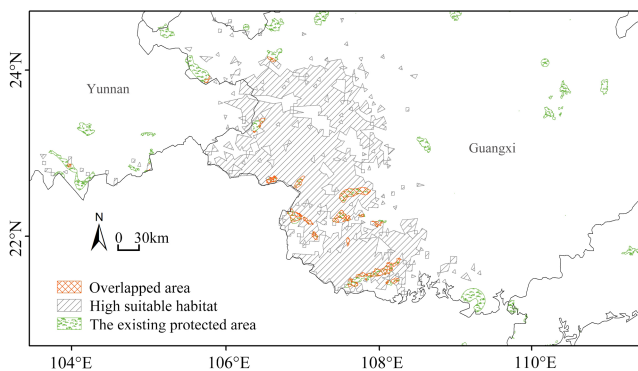 24°N
Yunnan
Guangxi
22°N
N
0 30km
Overlapped area
High suitable habitat
The existing protected area
104°E 106°E 108°E 110°E